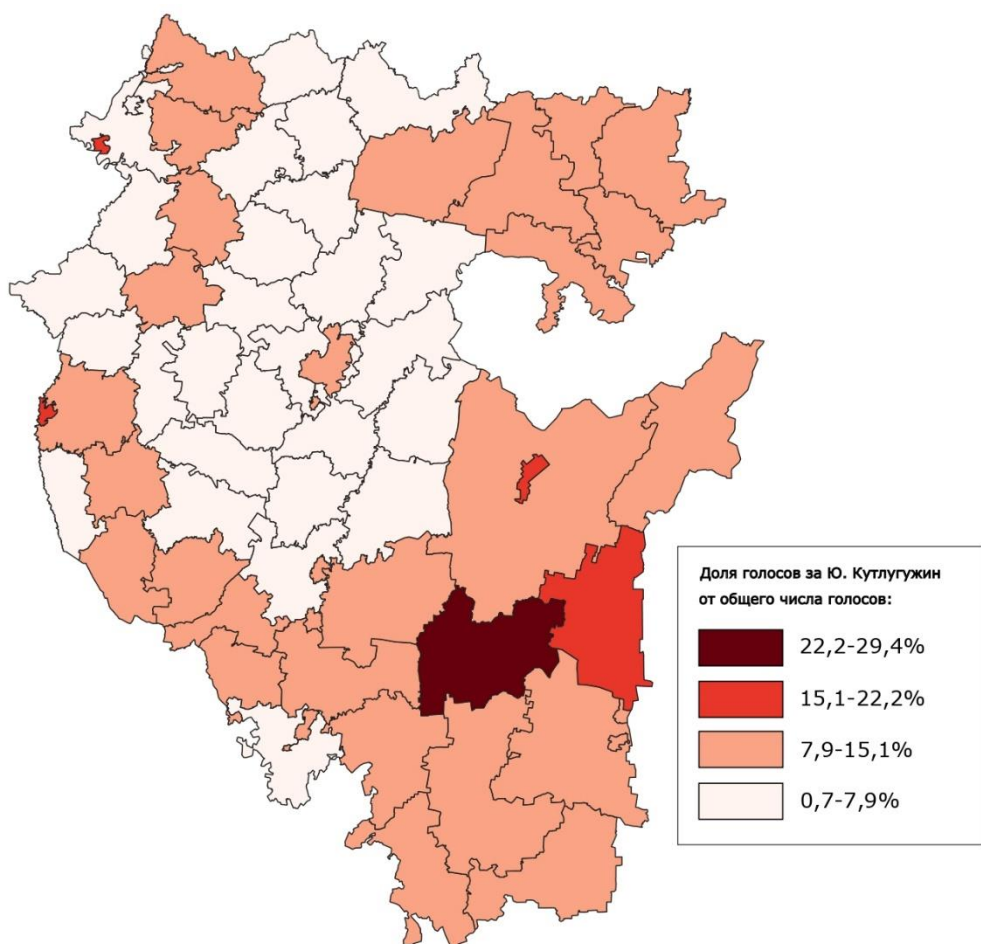 Доля голосов за Ю. Кутлугужин
от общего числа голосов:
22,2-29,4%
15,1-22,2%
7,9-15,1%
0,7-7,9%